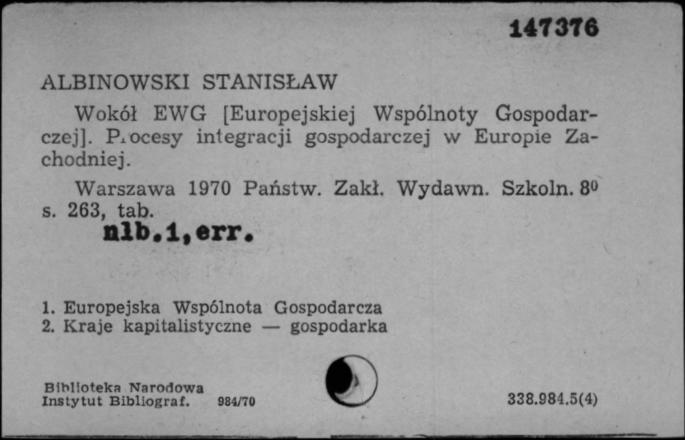 147376
ALBINOWSKI STANISŁAW
Wokół EWG [Europejskiej Wspólnoty Gospodar-
czej]. Procesy integracji gospodarczej w Europie Za-
chodniej.
Warszawa 1970 Państw. Zakł. Wydawn. Szkoln. 8⁰
s. 263, tab.
nlb.1,err.
1. Europejska Wspólnota Gospodarcza
2. Kraje kapitalistyczne — gospodarka
Biblioteka Narodowa
Instytut Bibliograf. 984/70
338.984.5(4)